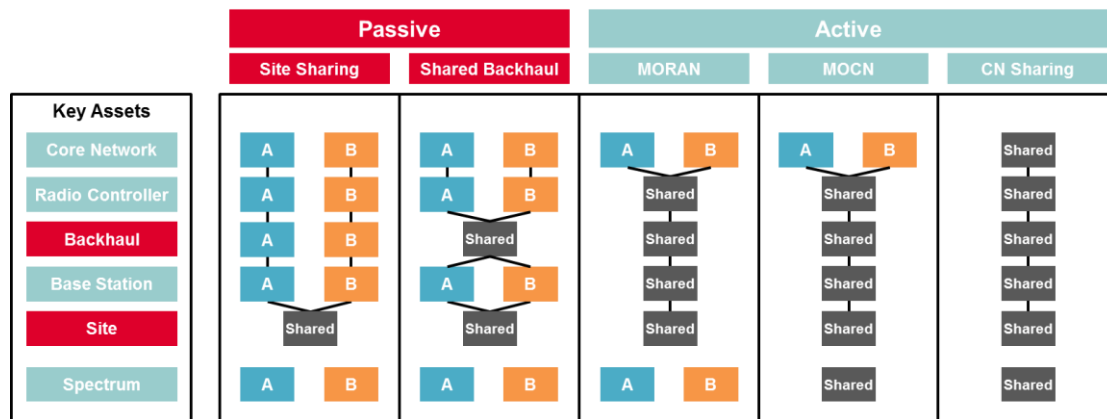 Passive Active
Site Sharing Shared Backhaul MORAN MOCN CN Sharing
Key Assets
Core Network A B A B A B A B Shared
Radio Controller A B A B Shared Shared Shared
Backhaul A B Shared Shared Shared Shared
Base Station A B A B Shared Shared Shared
Site Shared Shared Shared Shared Shared
Spectrum A B A B A B Shared Shared